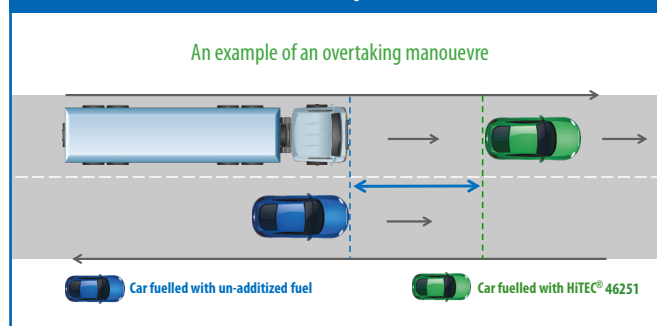 An example of an overtaking manouevre
Car fuelled with un-additized fuel
Car fuelled with HiTEC® 46251